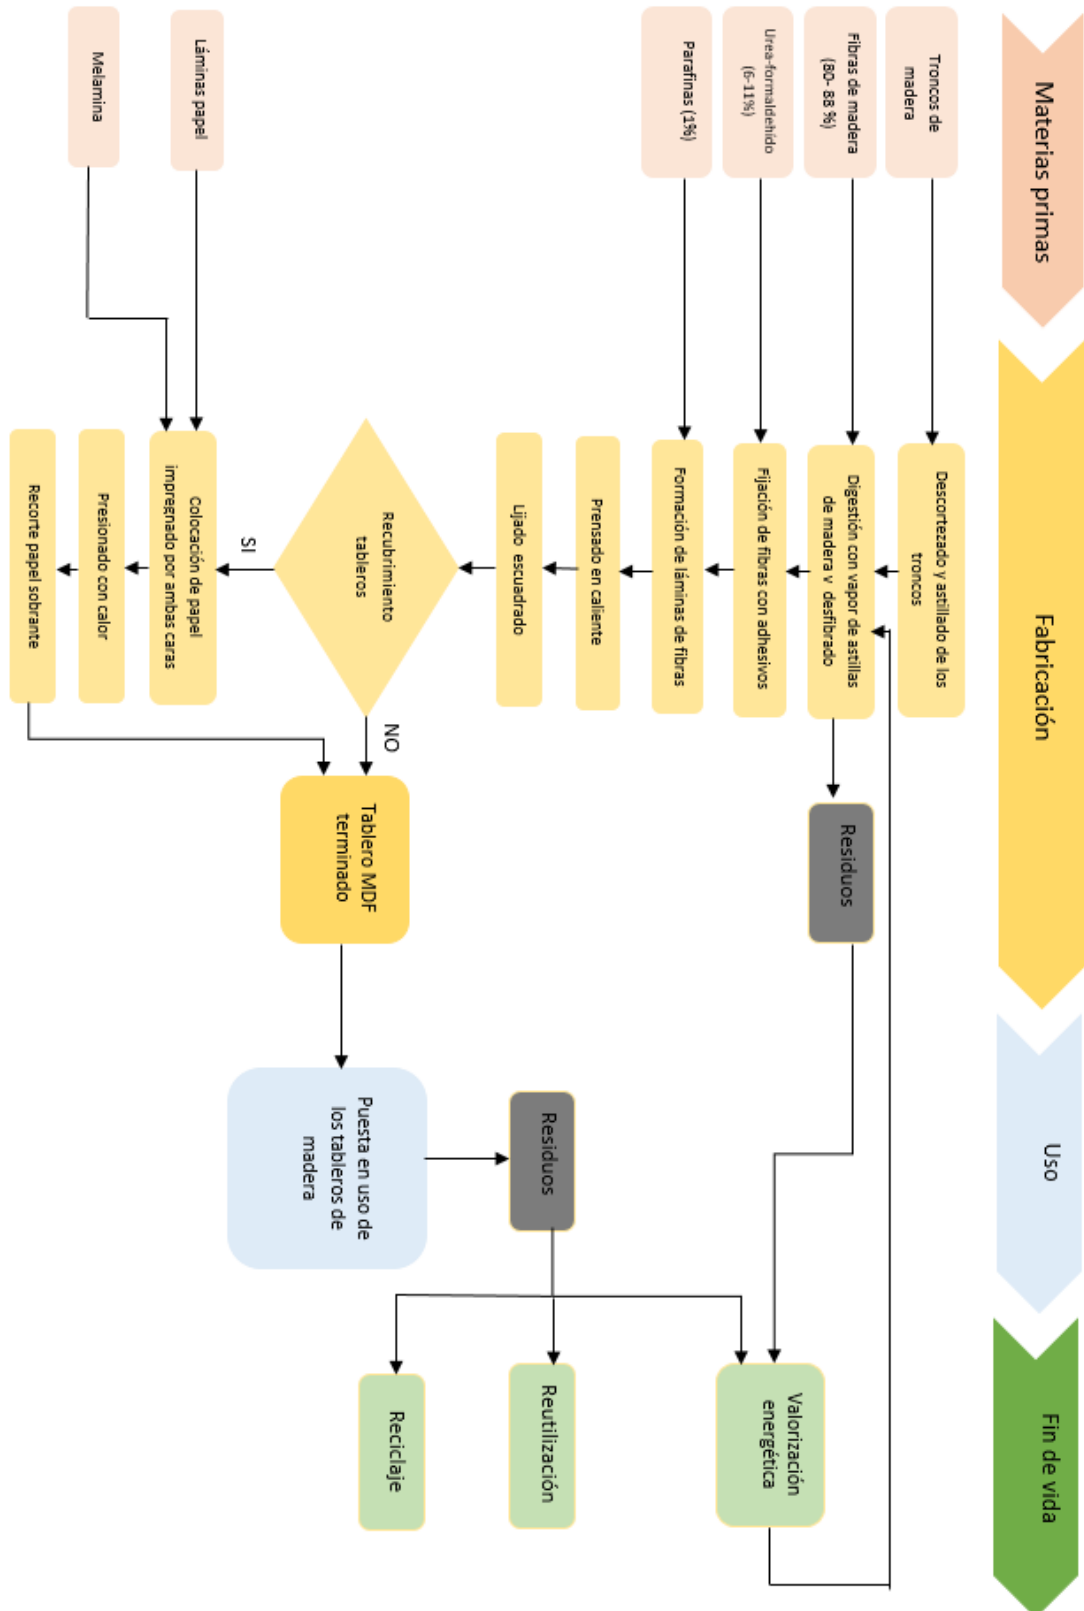 Materias primas
Fabricación
Uso
Fin de vida
Troncos de
madera
Fibras de madera
(80- 88 %)
Urea-formaldehído
(6-11%)
Parafinas (1%)
Láminas papel
Melamina
Descortezado y astillado de los
troncos
Digestión con vapor de astillas
de madera y desfibrado
Fijación de fibras con adhesivos
Formación de láminas de fibras
Prensado en caliente
Lijado escuadrado
Recubrimiento
tableros
SI
NO
Colocación de papel
impregnado por ambas caras
Presionado con calor
Recorte papel sobrante
Residuos
Tablero MDF
terminado
Puesta en uso de
los tableros de
madera
Residuos
Valorización
energética
Reutilización
Reciclaje